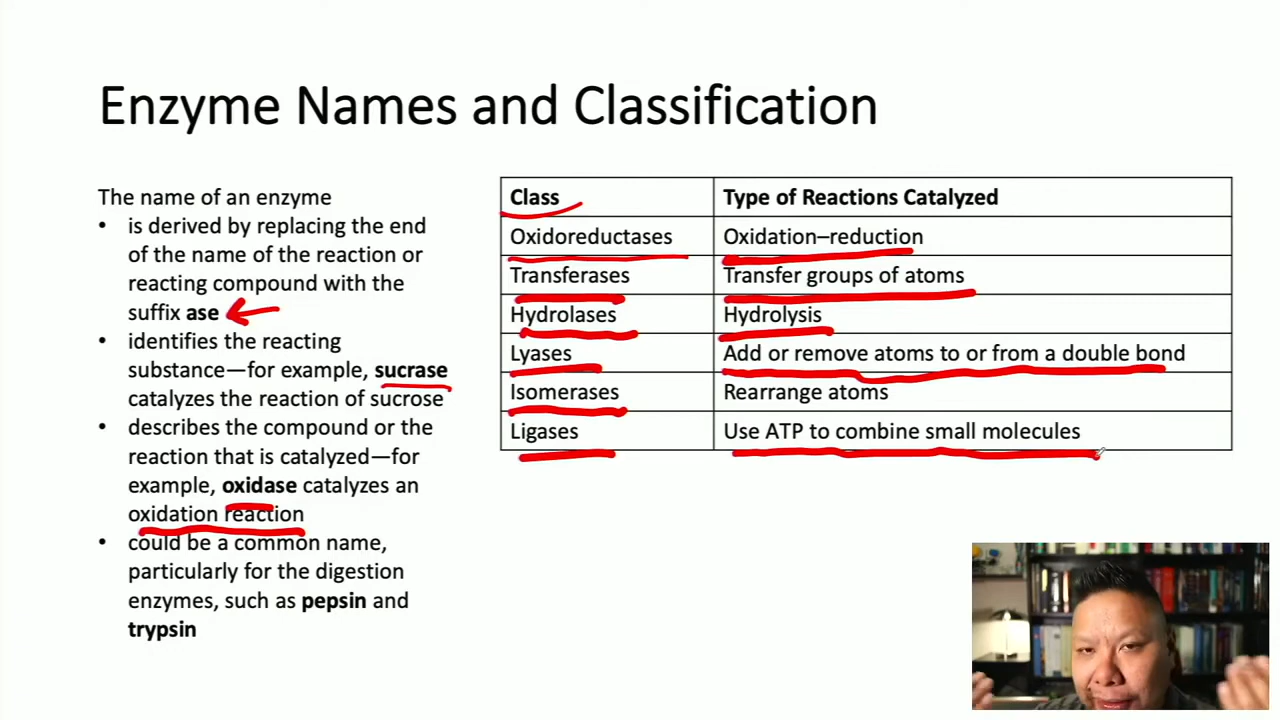 Enzyme Names and Classification
The name of an enzyme
• is derived by replacing the end
of the name of the reaction or
reacting compound with the
suffix ase
• identifies the reacting
substance—for example, sucrase
catalyzes the reaction of sucrose
• describes the compound or the
reaction that is catalyzed—for
example, oxidase catalyzes an
oxidation reaction
• could be a common name,
particularly for the digestion
enzymes, such as pepsin and
trypsin
Class Type of Reactions Catalyzed
Oxidoreductases Oxidation–reduction
Transferases Transfer groups of atoms
Hydrolases Hydrolysis
Lyases Add or remove atoms to or from a double bond
Isomerases Rearrange atoms
Ligases Use ATP to combine small molecules